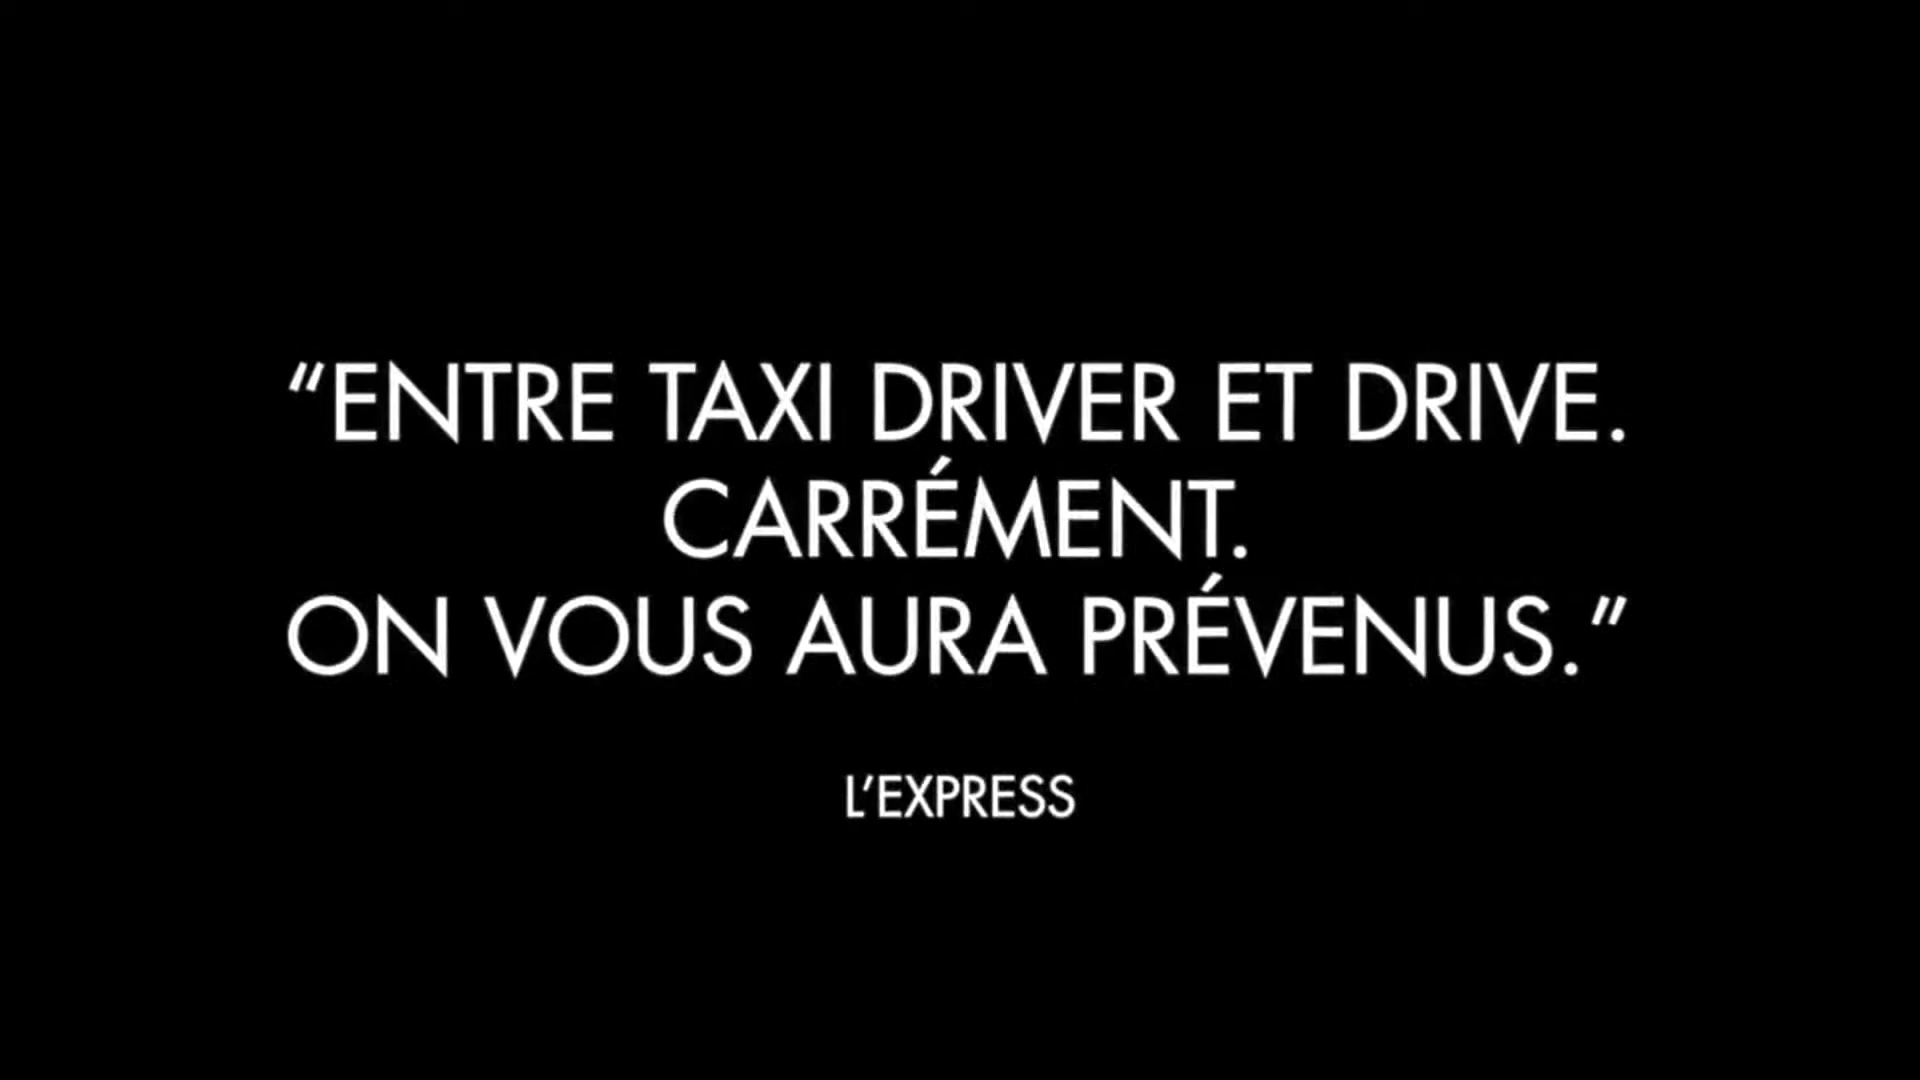 “ENTRE TAXI DRIVER ET DRIVE.
CARRÉMENT.
ON VOUS AURA PRÉVENUS.”
L’EXPRESS